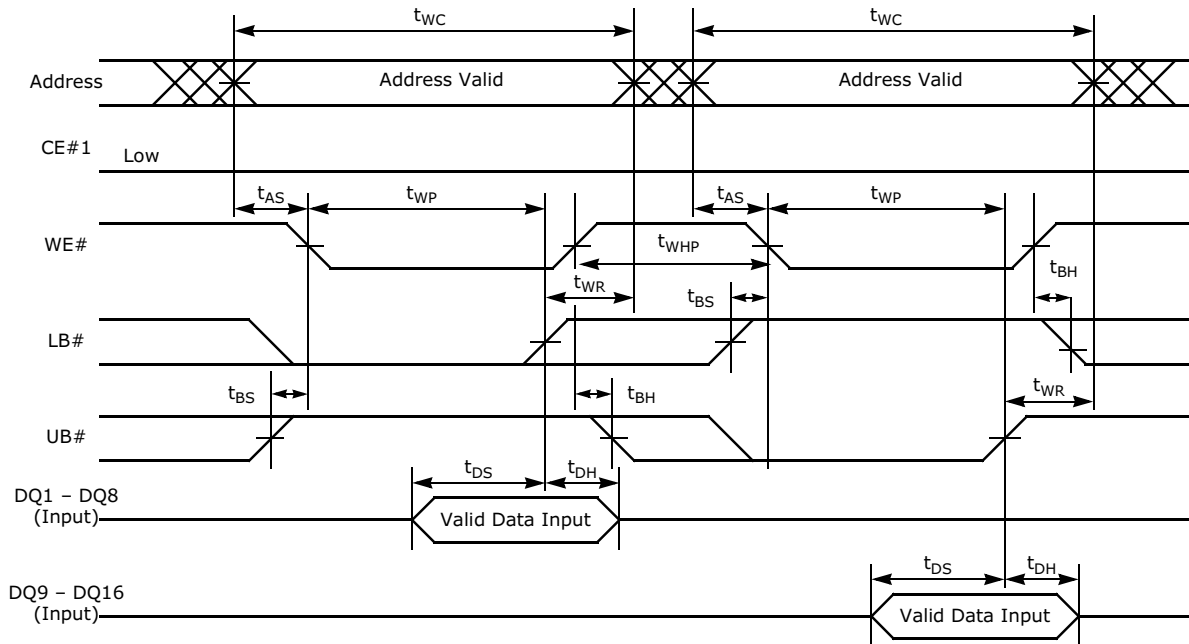 tWC tWC
Address Address Valid Address Valid
CE#1 Low
tAS tWP tAS tWP
WE# tWHP
tBH
tWR tBS
LB#
tBS tBH tWR
UB#
tDS tDH
DQ1 – DQ8
(Input) Valid Data Input
tDS tDH
DQ9 – DQ16
(Input) Valid Data Input